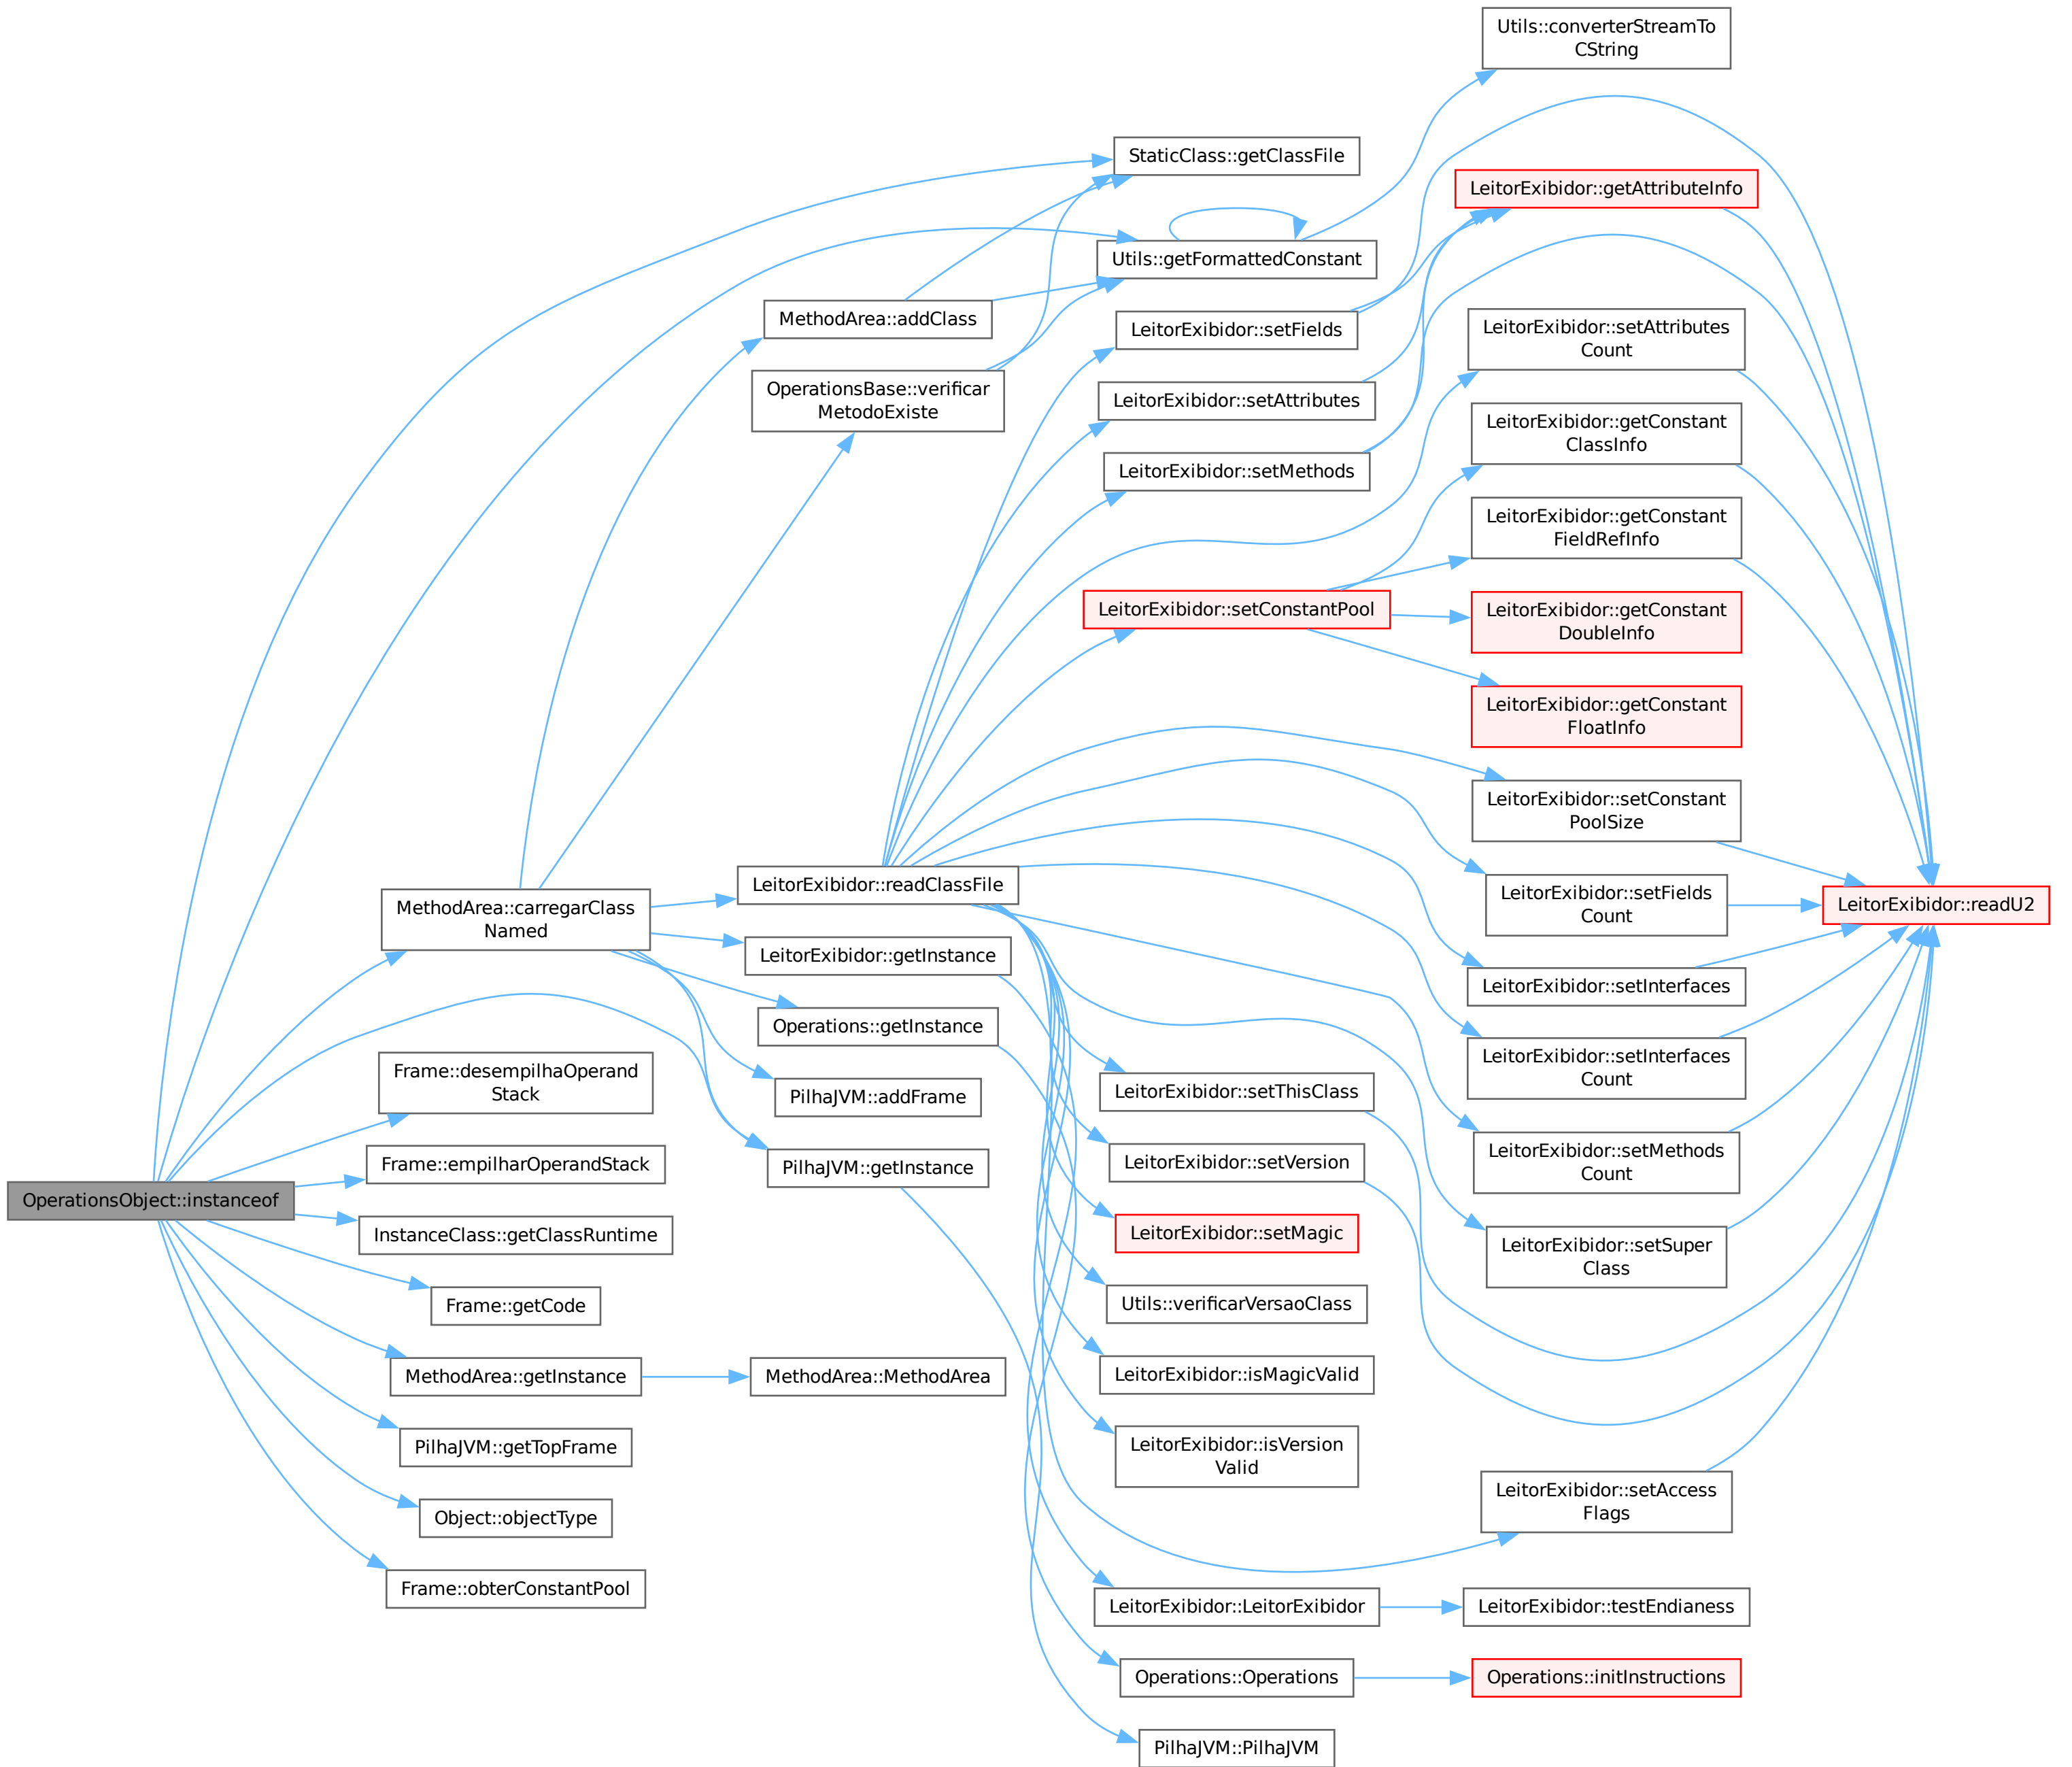 OperationsObject::instanceof
MethodArea::carregarClass
Named
Frame::desempilhaOperand
Stack
Frame::empilharOperandStack
InstanceClass::getClassRuntime
Frame::getCode
MethodArea::getInstance
PilhaJVM::getTopFrame
Object::objectType
Frame::obterConstantPool
MethodArea::addClass
OperationsBase::verificar
MetodoExiste
LeitorExibidor::readClassFile
LeitorExibidor::getInstance
Operations::getInstance
PilhaJVM::addFrame
PilhaJVM::getInstance
MethodArea::MethodArea
StaticClass::getClassFile
Utils::getFormattedConstant
LeitorExibidor::setFields
LeitorExibidor::setAttributes
LeitorExibidor::setMethods
LeitorExibidor::setConstantPool
LeitorExibidor::setThisClass
LeitorExibidor::setVersion
LeitorExibidor::setMagic
Utils::verificarVersaoClass
LeitorExibidor::isMagicValid
LeitorExibidor::isVersion
Valid
LeitorExibidor::LeitorExibidor
Operations::Operations
PilhaJVM::PilhaJVM
Utils::converterStreamTo
CString
LeitorExibidor::getAttributeInfo
LeitorExibidor::setAttributes
Count
LeitorExibidor::getConstant
ClassInfo
LeitorExibidor::getConstant
FieldRefInfo
LeitorExibidor::getConstant
DoubleInfo
LeitorExibidor::getConstant
FloatInfo
LeitorExibidor::setConstant
PoolSize
LeitorExibidor::setFields
Count
LeitorExibidor::setInterfaces
LeitorExibidor::setInterfaces
Count
LeitorExibidor::setMethods
Count
LeitorExibidor::setSuper
Class
LeitorExibidor::setAccess
Flags
LeitorExibidor::testEndianess
Operations::initInstructions
LeitorExibidor::readU2